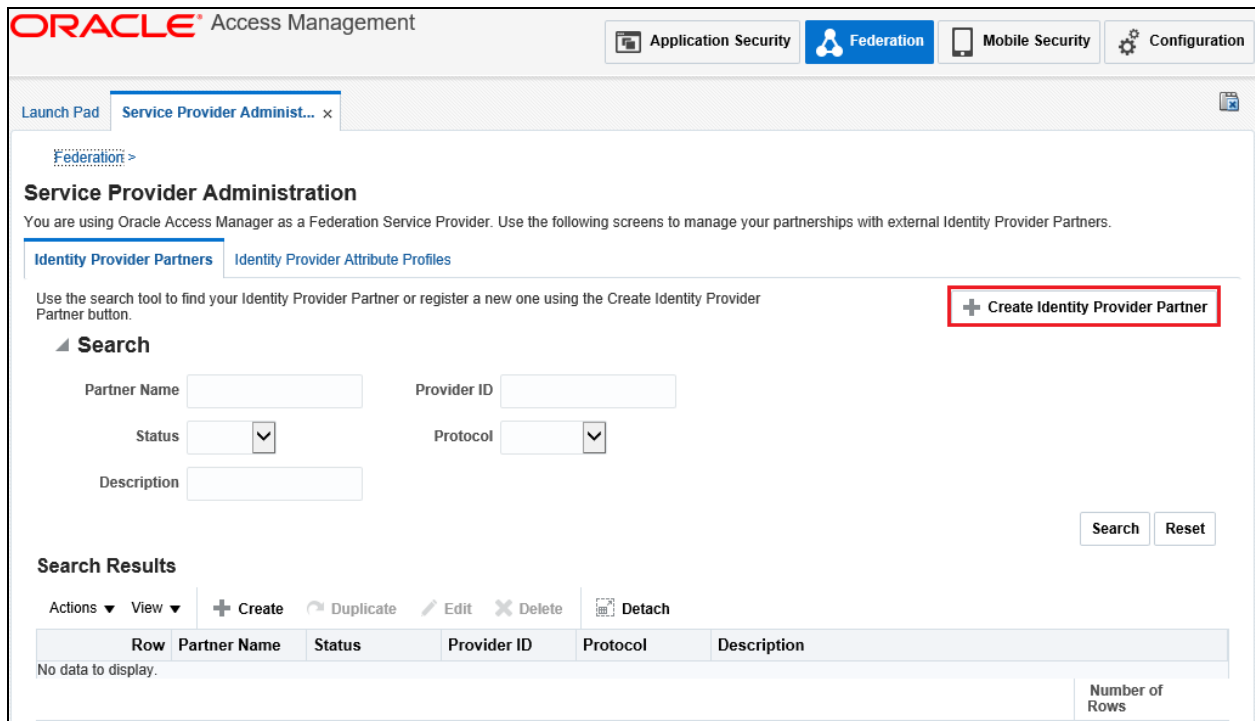 ORACLE® Access Management
Application Security Federation Mobile Security Configuration
Launch Pad Service Provider Administ... x
Federation >
Service Provider Administration
You are using Oracle Access Manager as a Federation Service Provider. Use the following screens to manage your partnerships with external Identity Provider Partners.
Identity Provider Partners Identity Provider Attribute Profiles
Use the search tool to find your Identity Provider Partner or register a new one using the Create Identity Provider
Partner button.
Create Identity Provider Partner
Search
Partner Name Provider ID
Status Protocol
Description
Search Reset
Search Results
Actions View Create Duplicate Edit Delete Detach
Row Partner Name Status Provider ID Protocol Description
No data to display.
Number of
Rows